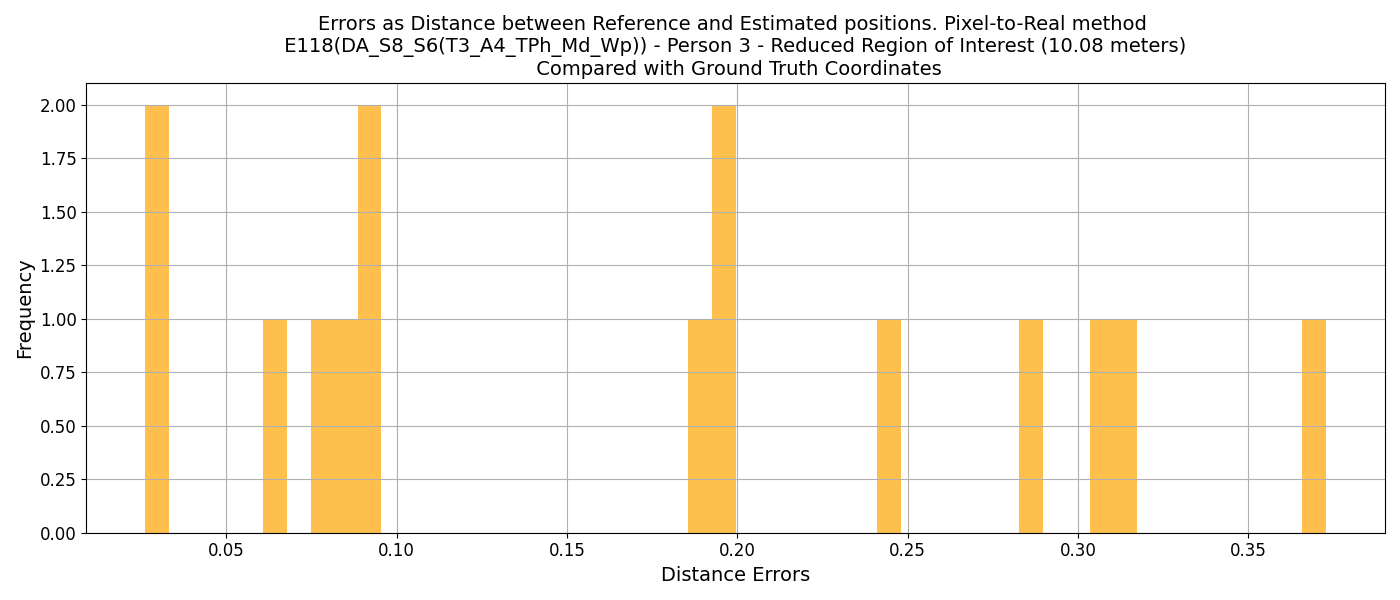 Errors as Distance between Reference and Estimated positions. Pixel-to-Real method
E118(DA_S8_S6(T3_A4_TPh_Md_Wp)) - Person 3 - Reduced Region of Interest (10.08 meters)
Compared with Ground Truth Coordinates
Frequency
2.00
1.75
1.50
1.25
1.00
0.75
0.50
0.25
0.00
0.05 0.10 0.15 0.20 0.25 0.30 0.35
Distance Errors